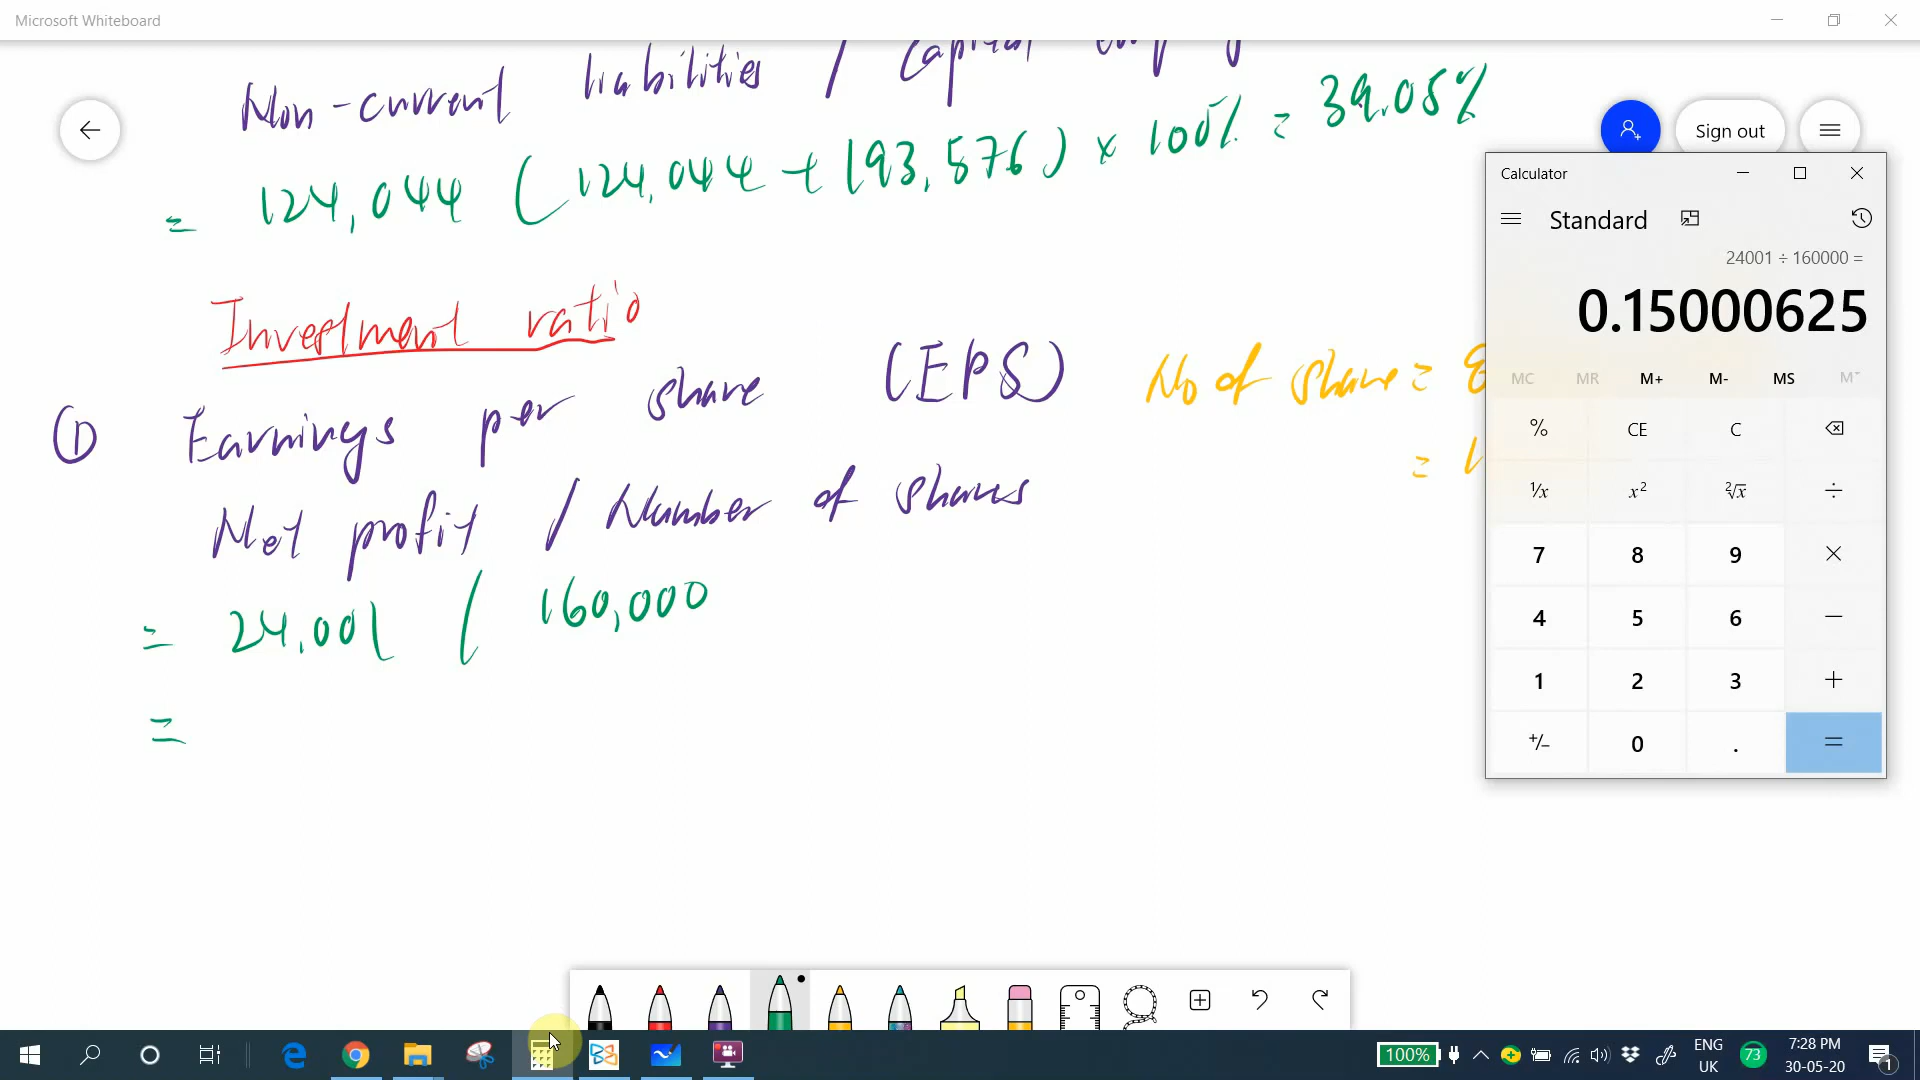 Microsoft Whiteboard
Non-current liabilities /
= 124,044 (124,044 + 193,576) × 100% = 39.05%
Sign out
Investment ratio
① Earnings per share (EPS)
No of share =
=
Net profit / Number of shares
= 24,001 / 160,000
=
Calculator
Standard
24001 ÷ 160000 =
0.15000625
MC MR M+ M- MS M˅
% CE C
¹/x x² ²√x ÷
7 8 9 ×
4 5 6 −
1 2 3 +
+/− 0 . =
100%
ENG
UK
73
7:28 PM
30-05-20
1